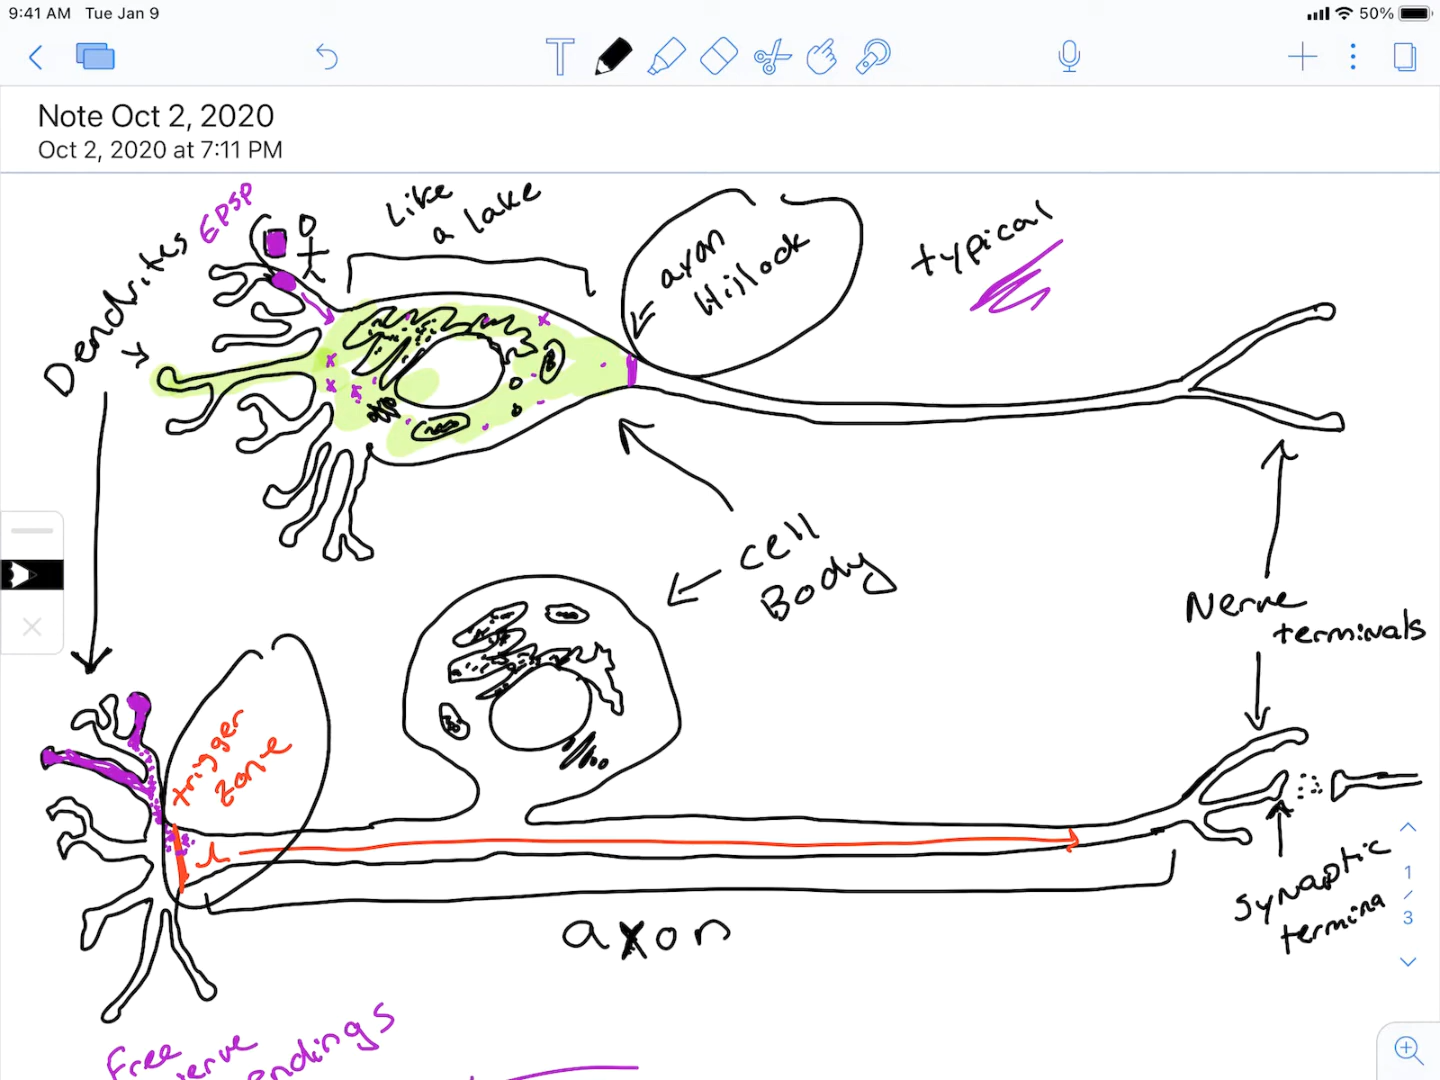 9:41 AM Tue Jan 9
50%
T
Note Oct 2, 2020
Oct 2, 2020 at 7:11 PM
Dendrites EPSP
Like
a lake
axon
Hillock
typical
cell
Body
Nerve
terminals
trigger
zone
axon
synaptic
termina
1
/
3
Free
nerve
endings